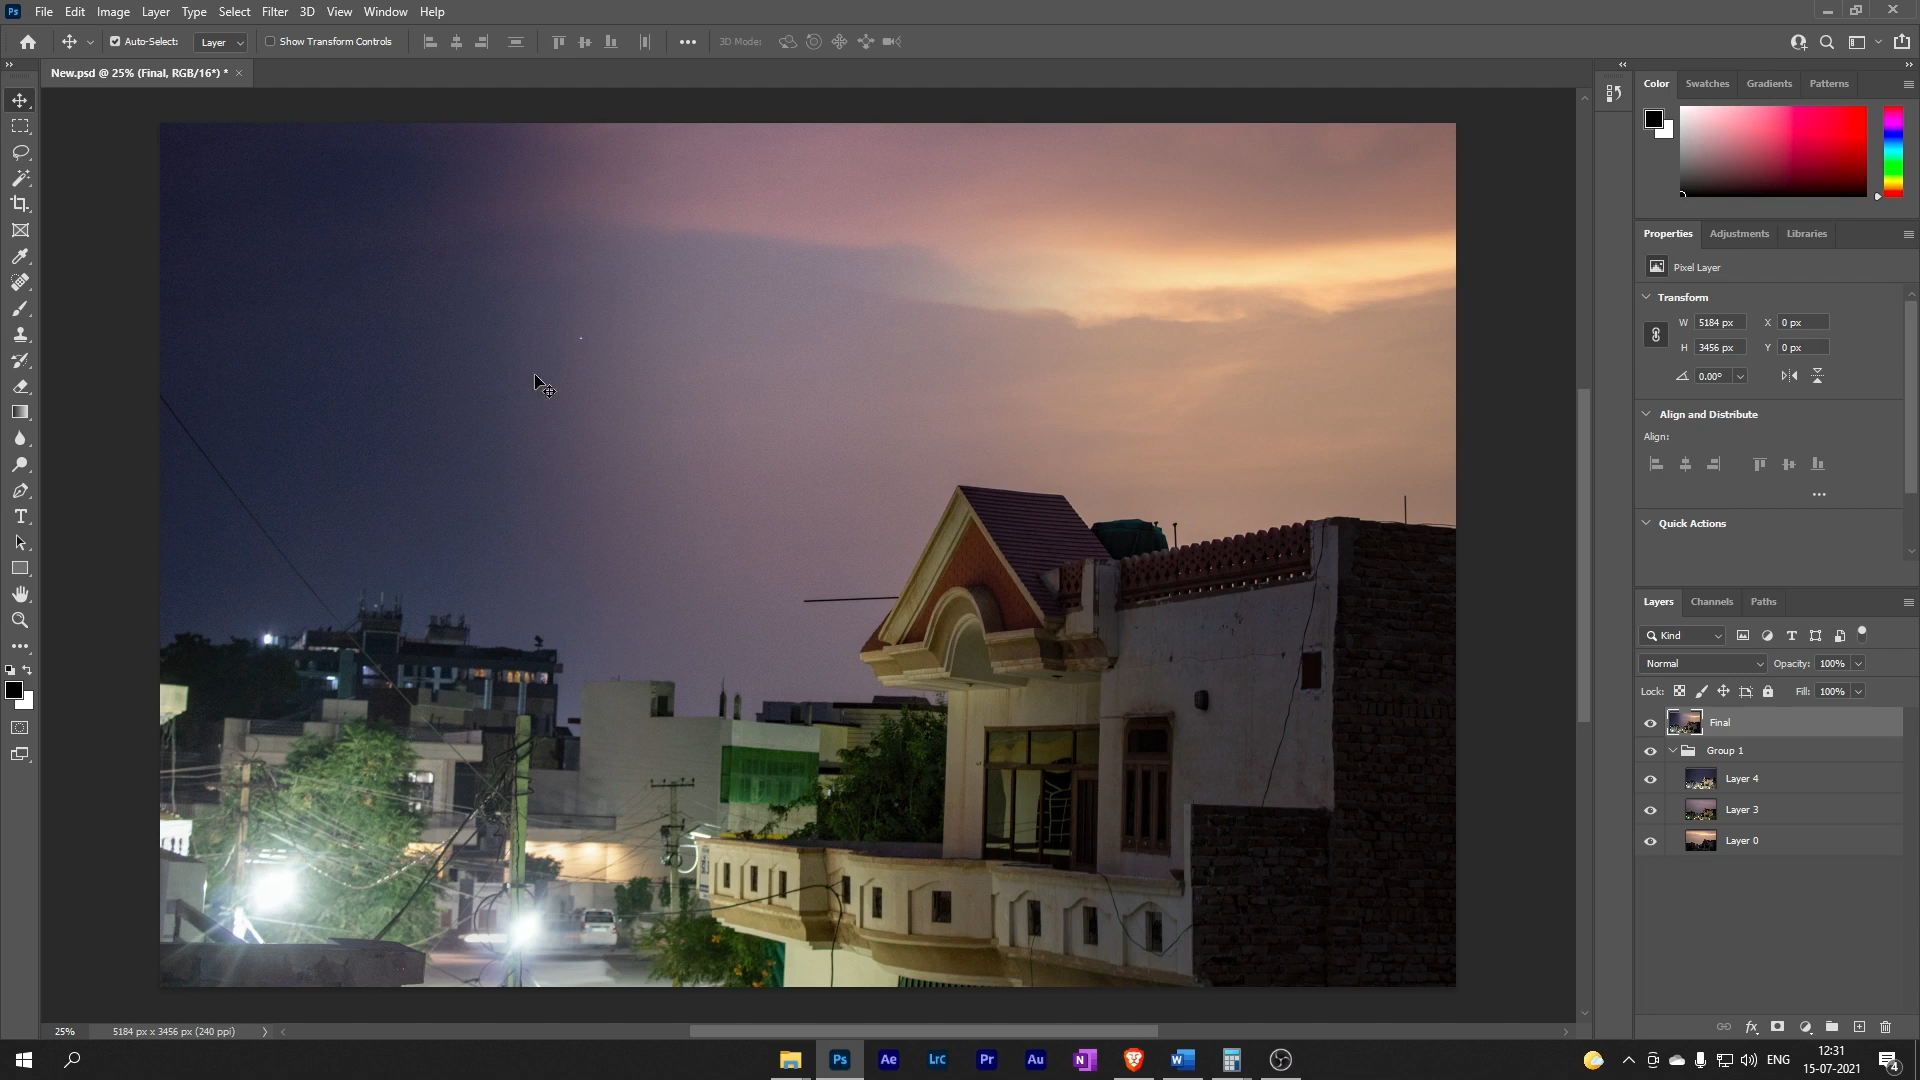 Ps File Edit Image Layer Type Select Filter 3D View Window Help
Auto-Select: Layer Show Transform Controls 3D Mode:
New.psd @ 25% (Final, RGB/16*) *
Color Swatches Gradients Patterns
Properties Adjustments Libraries
Pixel Layer
Transform
W 5184 px X 0 px
H 3456 px Y 0 px
0.00°
Align and Distribute
Align:
Quick Actions
Layers Channels Paths
Kind
Normal Opacity: 100%
Lock: Fill: 100%
Final
Group 1
Layer 4
Layer 3
Layer 0
fx
25% 5184 px x 3456 px (240 ppi)
Ps Ae Lrc Pr Au N W
ENG
12:31
15-07-2021
4